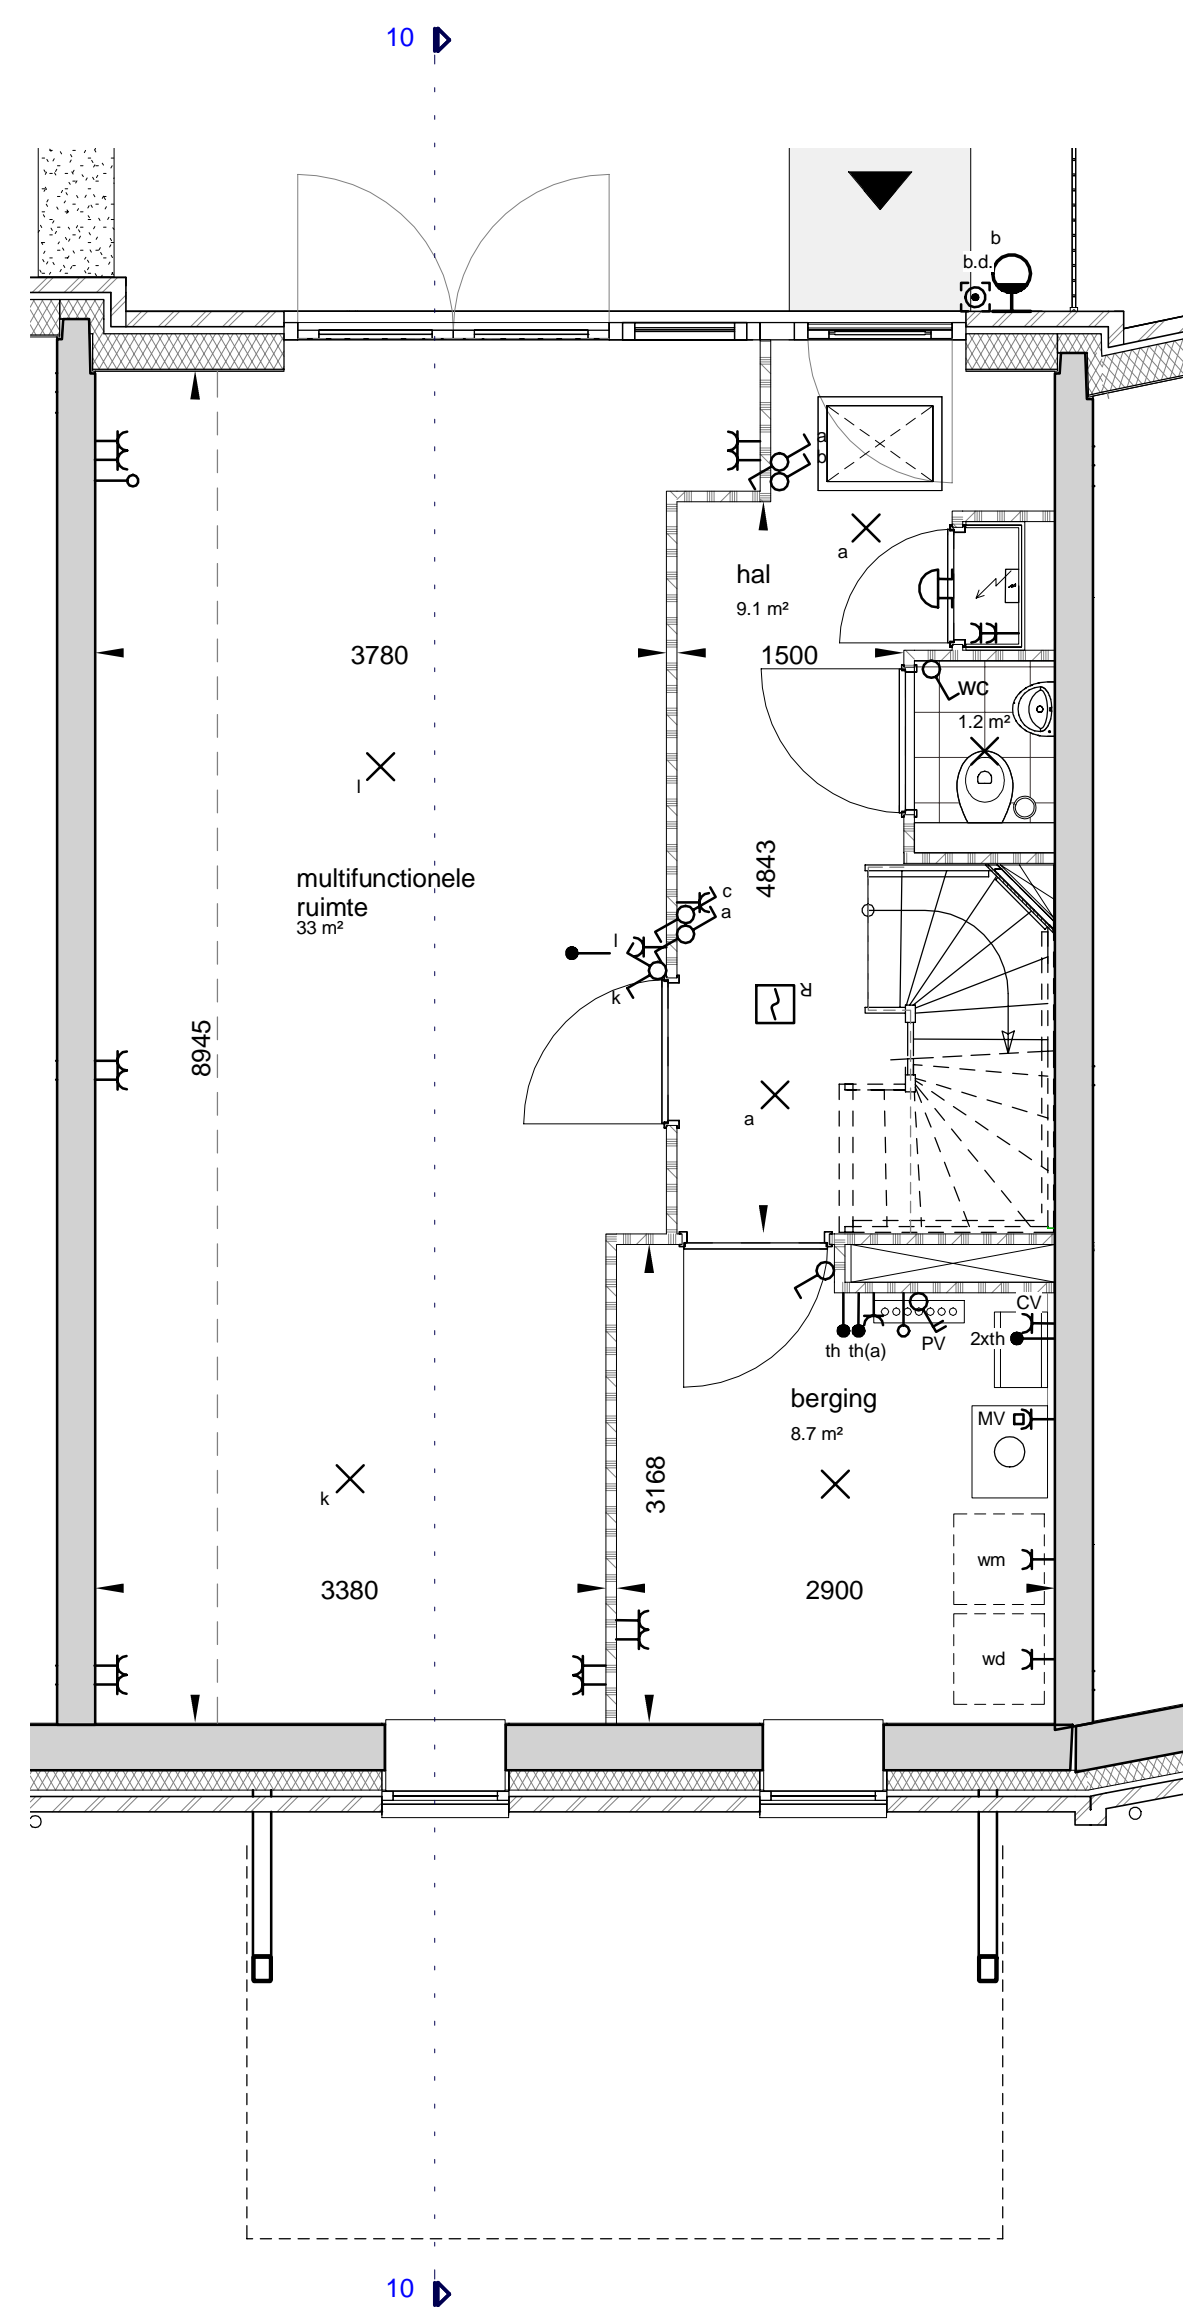 10
b
b.d.
a
b
a
hal
9.1 m²
3780
1500
wc
1.2 m²
l
4843
multifunctionele
ruimte
33 m²
c
a
l
k
R
8945
a
CV
2xth
th
th(a)
PV
berging
8.7 m²
MV
3168
k
wm
3380
2900
wd
10